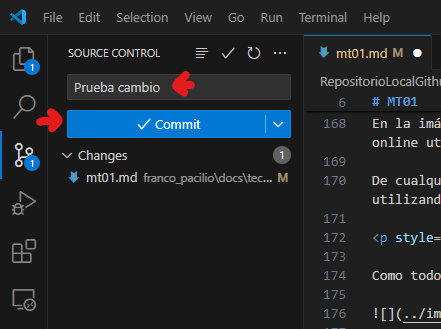 File Edit Selection View Go Run Terminal Help
SOURCE CONTROL
Prueba cambio
Commit
Changes 1
mt01.md franco_pacilio\docs\tec... M
1
1
mt01.md M
RepositorioLocalGith
6 # MT01
168 En la imá
online ut
169
170 De cualqu
utilizand
171
172 <p style=
173
174 Como todo
175
176 ![](../im